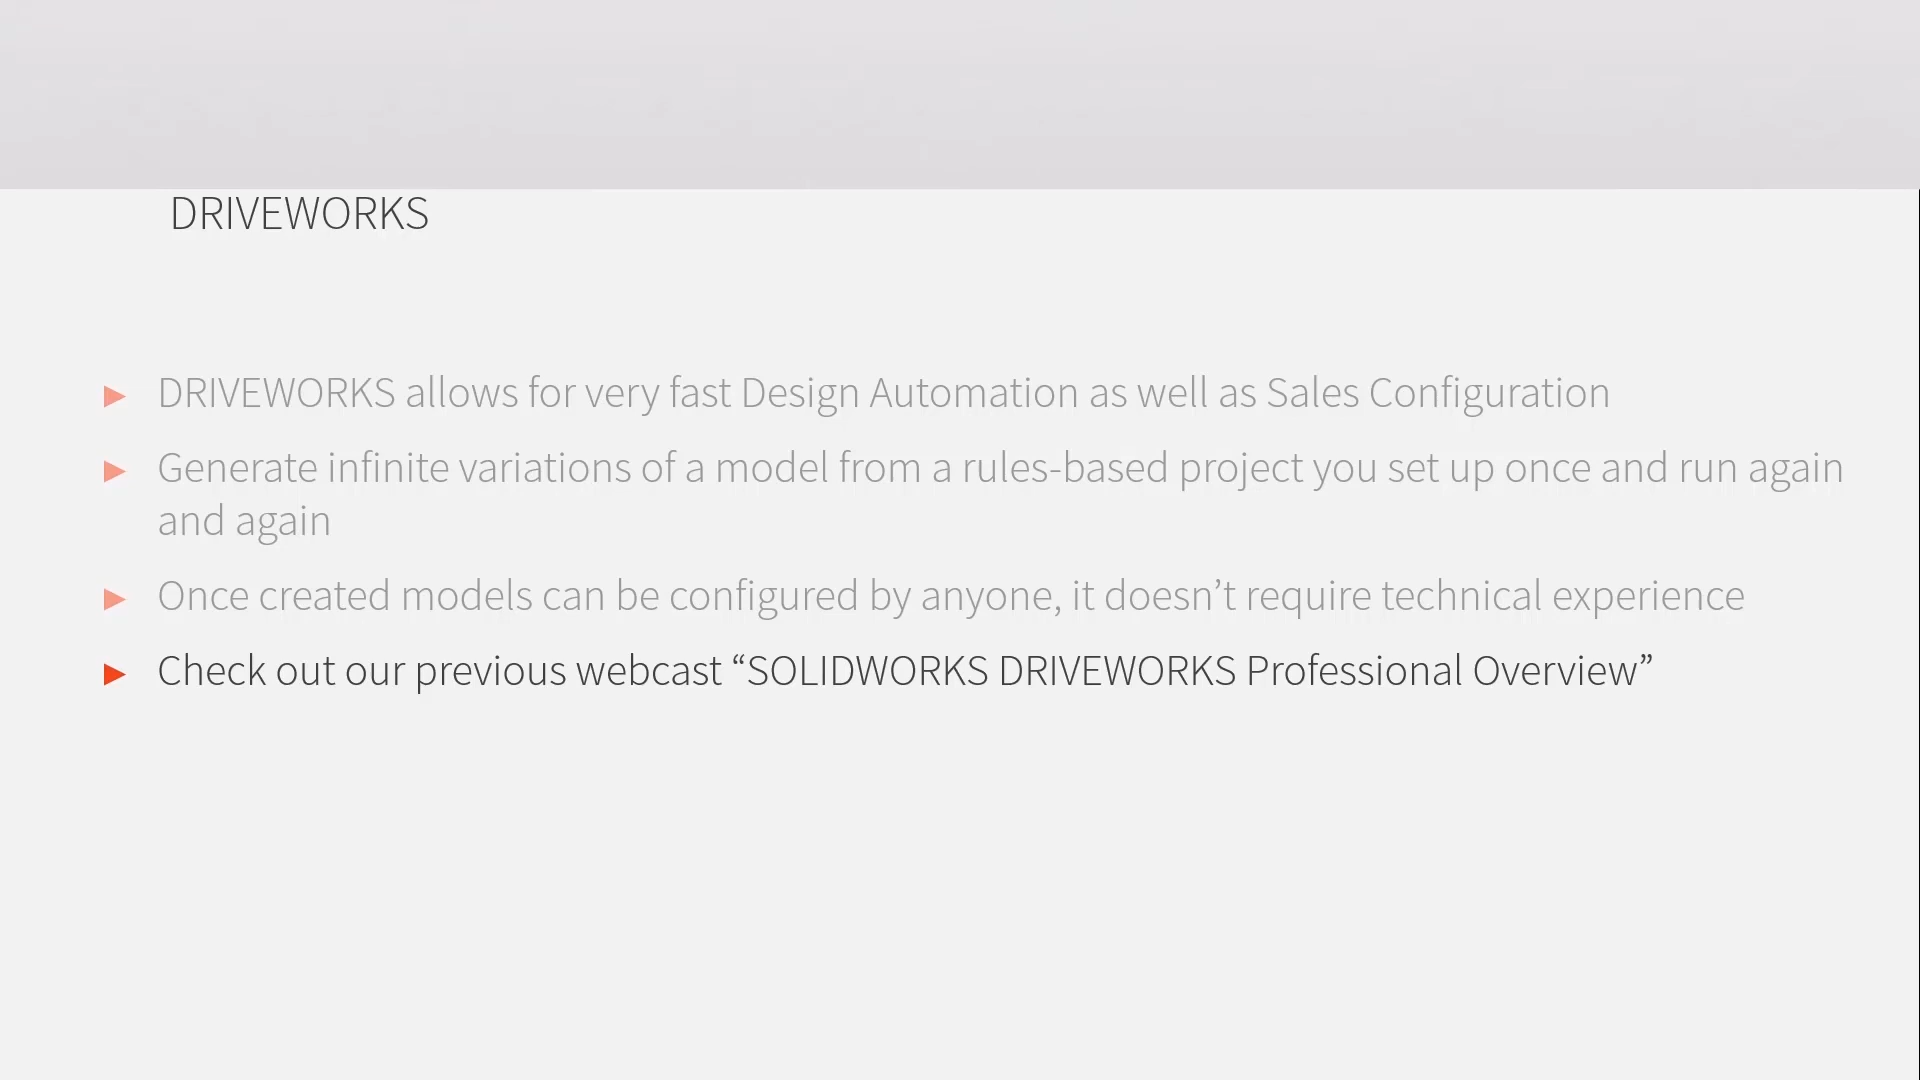 DRIVEWORKS
DRIVEWORKS allows for very fast Design Automation as well as Sales Configuration
Generate infinite variations of a model from a rules-based project you set up once and run again
and again
Once created models can be configured by anyone, it doesn’t require technical experience
Check out our previous webcast “SOLIDWORKS DRIVEWORKS Professional Overview”